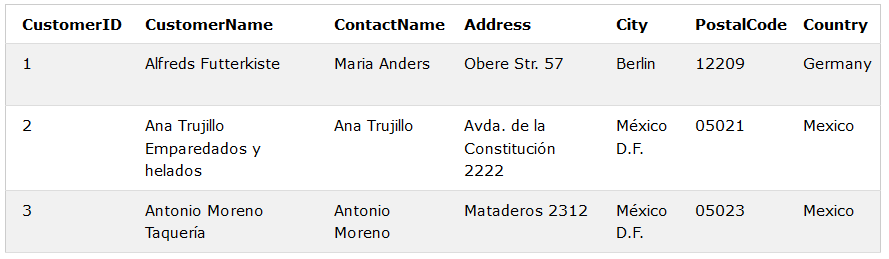 CustomerID CustomerName ContactName Address City PostalCode Country
1 Alfreds Futterkiste Maria Anders Obere Str. 57 Berlin 12209 Germany
2 Ana Trujillo Ana Trujillo Avda. de la México 05021 Mexico
Emparedados y Constitución D.F.
helados 2222
3 Antonio Moreno Antonio Mataderos 2312 México 05023 Mexico
Taquería Moreno D.F.